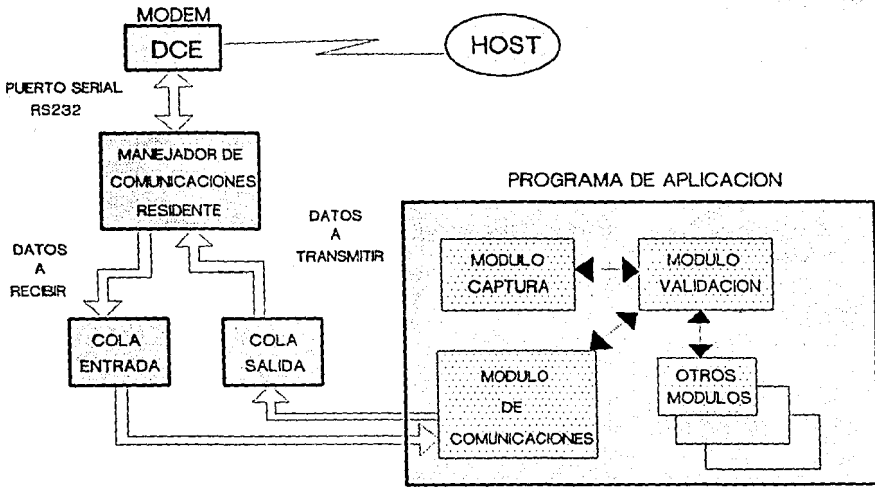 MODEM
DCE
HOST
PUERTO SERIAL
RS232
MANEJADOR DE
COMUNICACIONES
RESIDENTE
DATOS
A
RECIBIR
DATOS
A
TRANSMITIR
COLA
ENTRADA
COLA
SALIDA
PROGRAMA DE APLICACION
MODULO
CAPTURA
MODULO
VALIDACION
MODULO
DE
COMUNICACIONES
OTROS
MODULOS